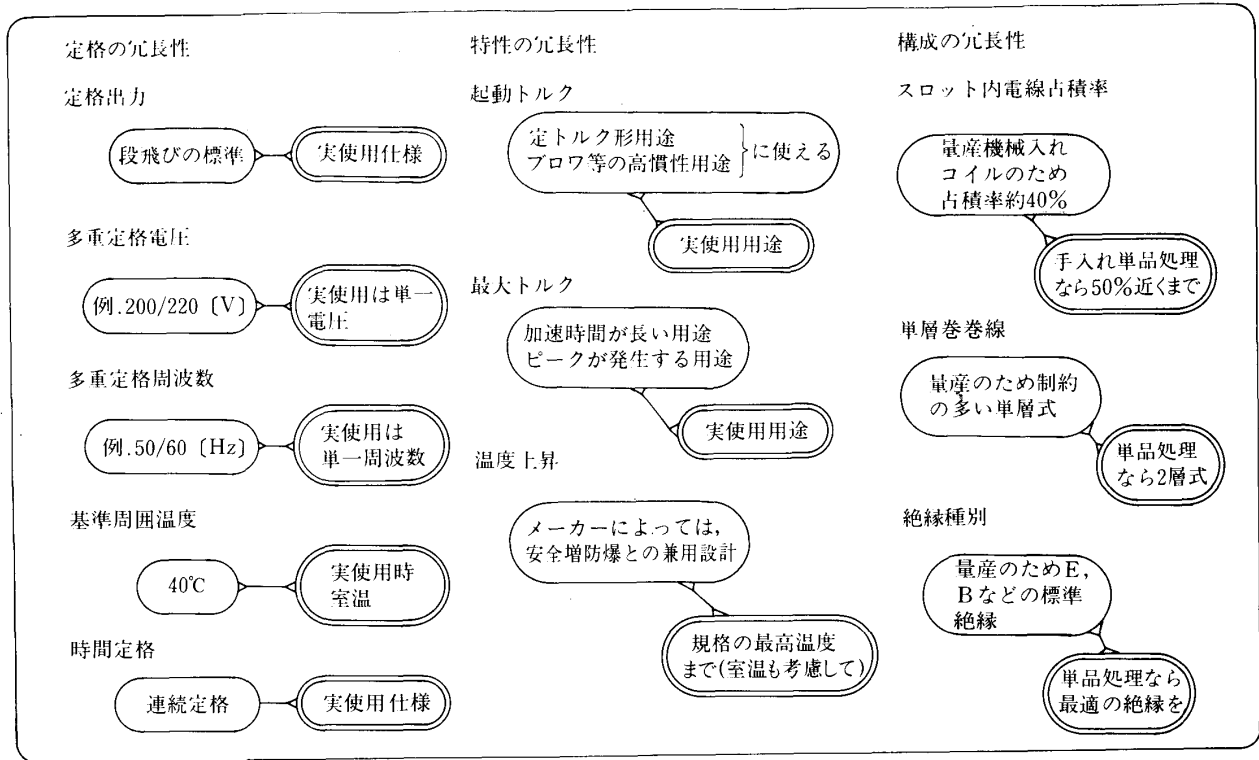 定格の冗長性
定格出力
段飛びの標準
実使用仕様
多重定格電圧
例.200/220〔V〕
実使用は単一
電圧
多重定格周波数
例.50/60〔Hz〕
実使用は
単一周波数
基準周囲温度
40℃
実使用時
室温
時間定格
連続定格
実使用仕様
特性の冗長性
起動トルク
定トルク形用途
ブロワ等の高慣性用途
}に使える
実使用用途
最大トルク
加速時間が長い用途
ピークが発生する用途
実使用用途
温度上昇
メーカーによっては,
安全増防爆との兼用設計
規格の最高温度
まで(室温も考慮して)
構成の冗長性
スロット内電線占積率
量産機械入れ
コイルのため
占積率約40%
手入れ単品処理
なら50%近くまで
単層巻巻線
量産のため制約
の多い単層式
単品処理
なら2層式
絶縁種別
量産のためE,
Bなどの標準
絶縁
単品処理なら
最適の絶縁を